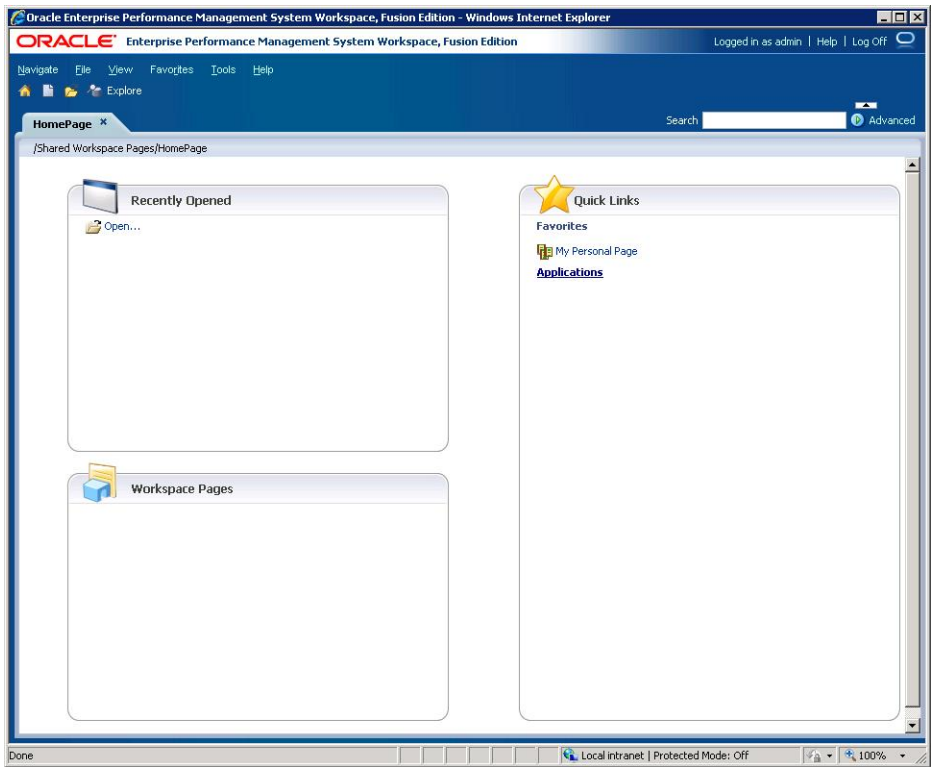 Oracle Enterprise Performance Management System Workspace, Fusion Edition - Windows Internet Explorer
ORACLE Enterprise Performance Management System Workspace, Fusion Edition Logged in as admin | Help | Log Off
Navigate File View Favorites Tools Help
Explore
HomePage × Search Advanced
/Shared Workspace Pages/HomePage
Recently Opened
Open...
Quick Links
Favorites
My Personal Page
Applications
Workspace Pages
Done Local intranet | Protected Mode: Off 100%